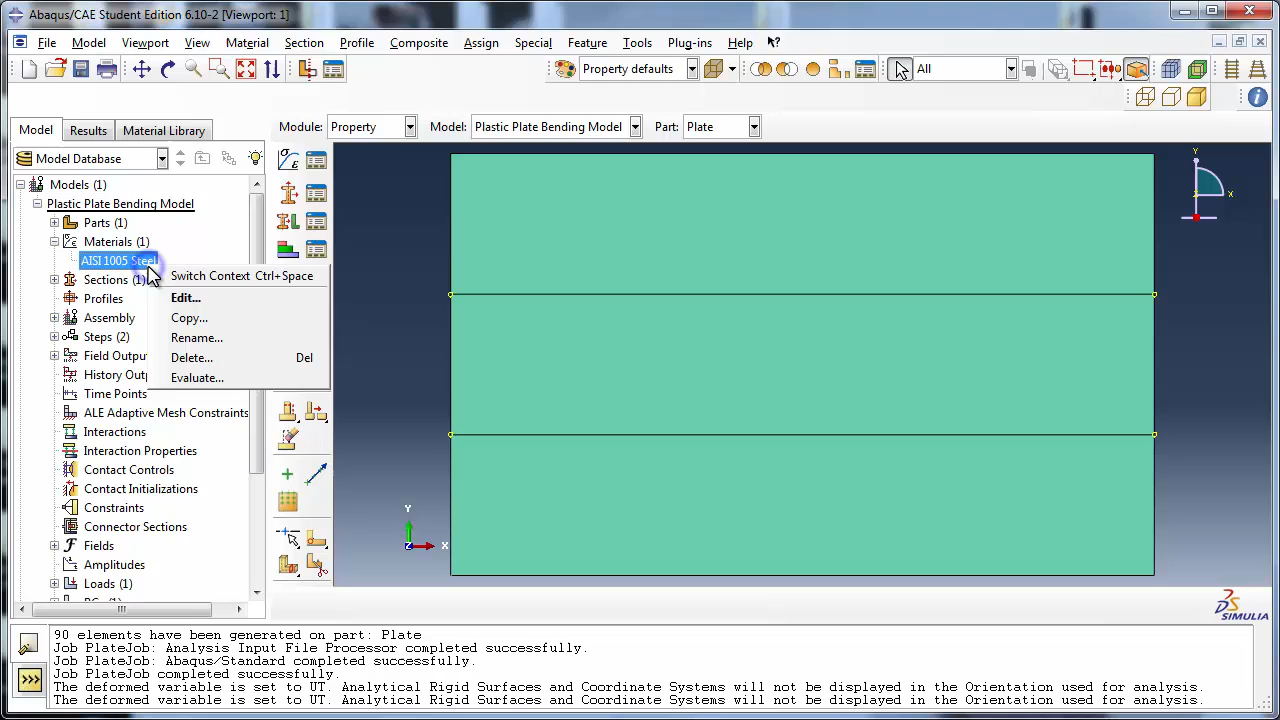 Abaqus/CAE Student Edition 6.10-2 [Viewport: 1]
File Model Viewport View Material Section Profile Composite Assign Special Feature Tools Plug-ins Help
Property defaults All
Model Results Material Library
Module: Property Model: Plastic Plate Bending Model Part: Plate
Model Database
Models (1)
Plastic Plate Bending Model
Parts (1)
Materials (1)
AISI 1005 Steel
Switch Context Ctrl+Space
Sections (1)
Edit...
Profiles
Copy...
Assembly
Rename...
Steps (2)
Delete... Del
Field Outpu
Evaluate...
History Outp
Time Points
ALE Adaptive Mesh Constraints
Interactions
Interaction Properties
Contact Controls
Contact Initializations
Constraints
Connector Sections
Fields
Amplitudes
Loads (1)
Y
X
Z
Y
X
SIMULIA
90 elements have been generated on part: Plate
Job PlateJob: Analysis Input File Processor completed successfully.
Job PlateJob: Abaqus/Standard completed successfully.
Job PlateJob completed successfully.
The deformed variable is set to UT. Analytical Rigid Surfaces and Coordinate Systems will not be displayed in the Orientation used for analysis.
The deformed variable is set to UT. Analytical Rigid Surfaces and Coordinate Systems will not be displayed in the Orientation used for analysis.